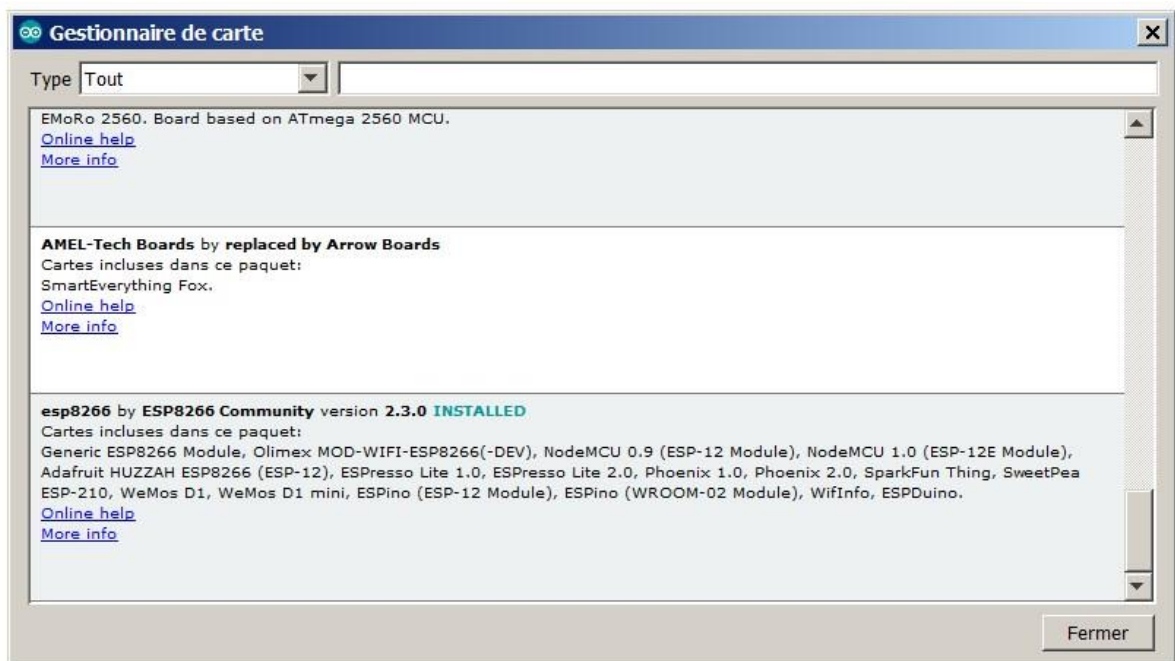 Gestionnaire de carte
Type Tout
EMoRo 2560. Board based on ATmega 2560 MCU.
Online help
More info
AMEL-Tech Boards by replaced by Arrow Boards
Cartes incluses dans ce paquet:
SmartEverything Fox.
Online help
More info
esp8266 by ESP8266 Community version 2.3.0 INSTALLED
Cartes incluses dans ce paquet:
Generic ESP8266 Module, Olimex MOD-WIFI-ESP8266(-DEV), NodeMCU 0.9 (ESP-12 Module), NodeMCU 1.0 (ESP-12E Module),
Adafruit HUZZAH ESP8266 (ESP-12), ESPresso Lite 1.0, ESPresso Lite 2.0, Phoenix 1.0, Phoenix 2.0, SparkFun Thing, SweetPea
ESP-210, WeMos D1, WeMos D1 mini, ESPino (ESP-12 Module), ESPino (WROOM-02 Module), WifInfo, ESPDuino.
Online help
More info
Fermer